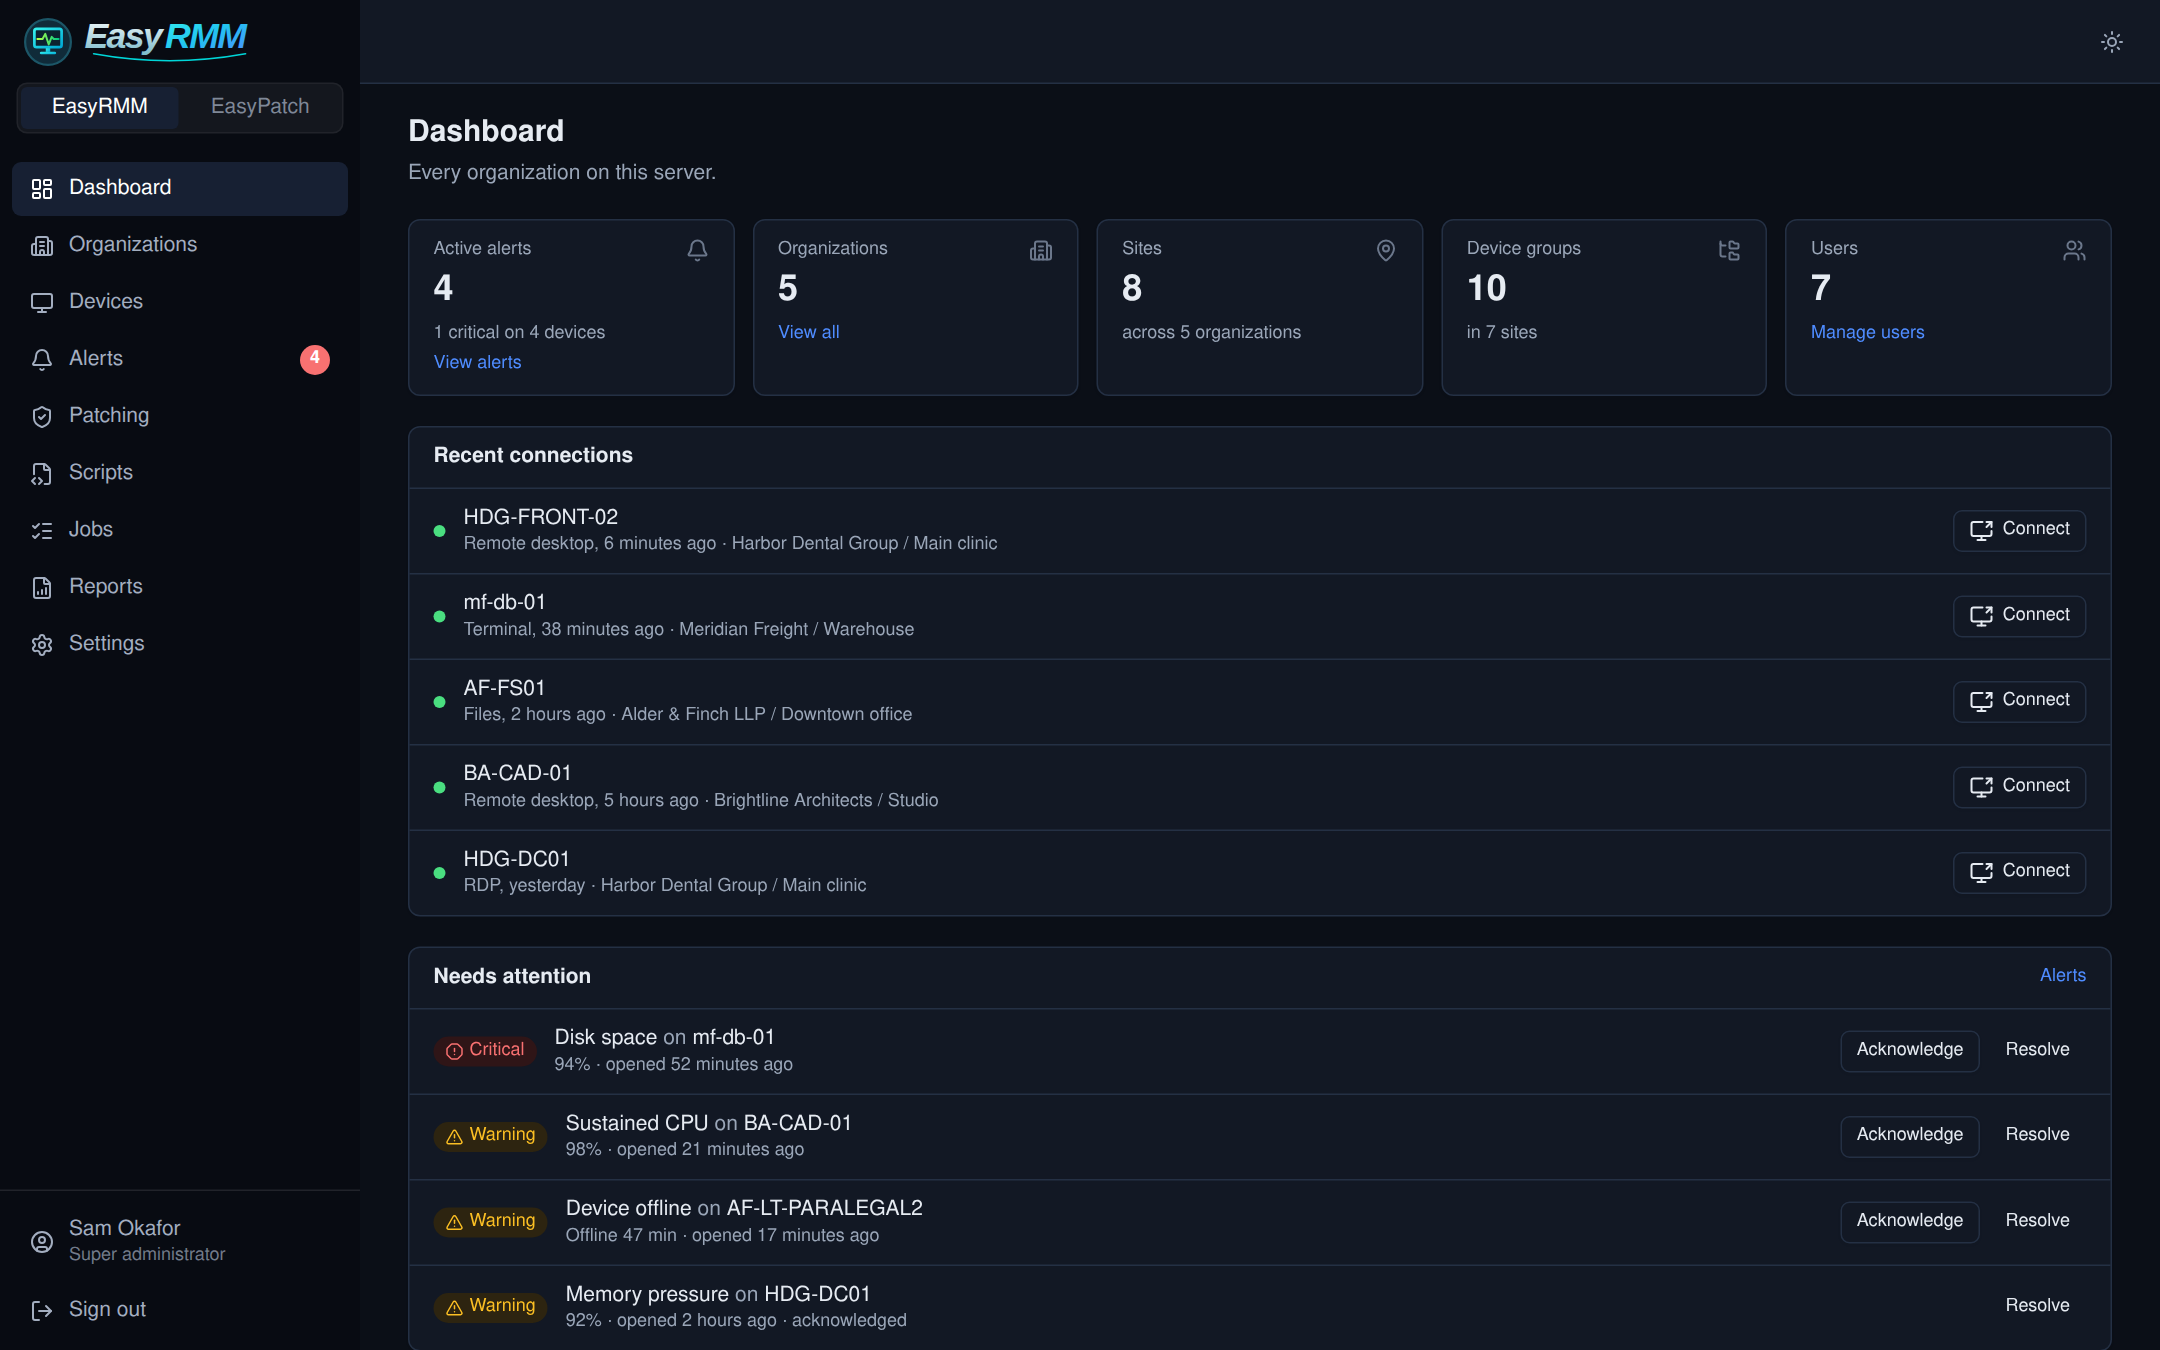 EasyRMM
EasyRMM
EasyPatch
Dashboard
Organizations
Devices
Alerts
4
Patching
Scripts
Jobs
Reports
Settings
Sam Okafor
Super administrator
Sign out
Dashboard
Every organization on this server.
Active alerts
4
1 critical on 4 devices
View alerts
Organizations
5
View all
Sites
8
across 5 organizations
Device groups
10
in 7 sites
Users
7
Manage users
Recent connections
HDG-FRONT-02
Remote desktop, 6 minutes ago · Harbor Dental Group / Main clinic
Connect
mf-db-01
Terminal, 38 minutes ago · Meridian Freight / Warehouse
Connect
AF-FS01
Files, 2 hours ago · Alder & Finch LLP / Downtown office
Connect
BA-CAD-01
Remote desktop, 5 hours ago · Brightline Architects / Studio
Connect
HDG-DC01
RDP, yesterday · Harbor Dental Group / Main clinic
Connect
Needs attention
Alerts
Critical
Disk space on mf-db-01
94% · opened 52 minutes ago
Acknowledge
Resolve
Warning
Sustained CPU on BA-CAD-01
98% · opened 21 minutes ago
Acknowledge
Resolve
Warning
Device offline on AF-LT-PARALEGAL2
Offline 47 min · opened 17 minutes ago
Acknowledge
Resolve
Warning
Memory pressure on HDG-DC01
92% · opened 2 hours ago · acknowledged
Resolve